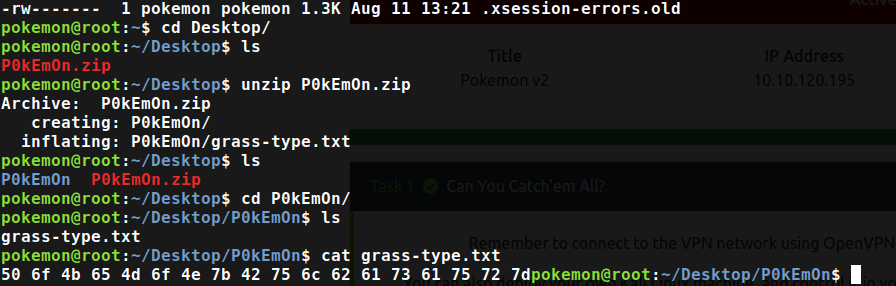 -rw------- 1 pokemon pokemon 1.3K Aug 11 13:21 .xsession-errors.old
pokemon@root:~$ cd Desktop/
pokemon@root:~/Desktop$ ls
P0kEmOn.zip
pokemon@root:~/Desktop$ unzip P0kEmOn.zip
Archive:  P0kEmOn.zip
   creating: P0kEmOn/
  inflating: P0kEmOn/grass-type.txt
pokemon@root:~/Desktop$ ls
P0kEmOn  P0kEmOn.zip
pokemon@root:~/Desktop$ cd P0kEmOn/
pokemon@root:~/Desktop/P0kEmOn$ ls
grass-type.txt
pokemon@root:~/Desktop/P0kEmOn$ cat grass-type.txt
50 6f 4b 65 4d 6f 4e 7b 42 75 6c 62 61 73 61 75 72 7dpokemon@root:~/Desktop/P0kEmOn$
Title
IP Address
Pokemon v2
10.10.120.195
Task 1
Can You Catch'em All?
Remember to connect to the VPN network using OpenVPN